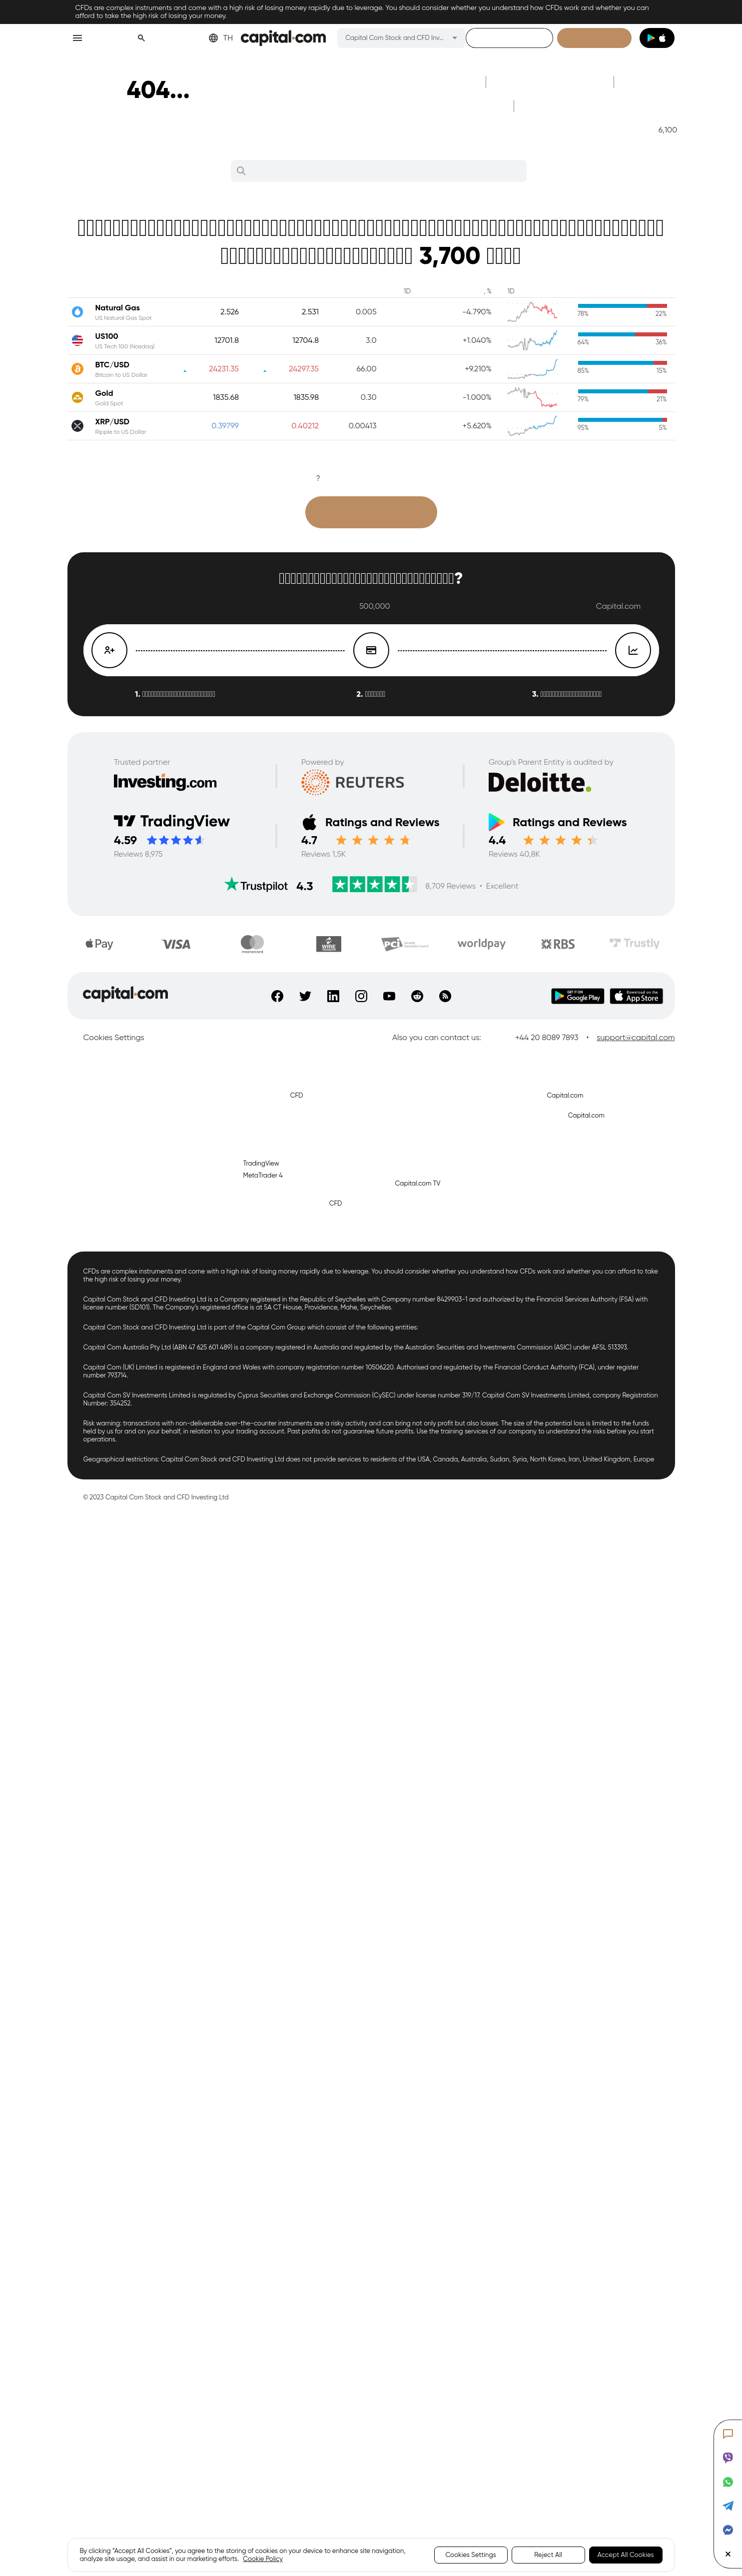 CFDs are complex instruments and come with a high risk of losing money rapidly due to leverage. You should consider whether you understand how CFDs work and whether you can
afford to take the high risk of losing your money.
TH
capital.com
Capital Com Stock and CFD Inv...
404...
6,100
3,700
1D
, %
1D
Natural Gas
US Natural Gas Spot
2.526
2.531
0.005
-4.790%
78%
22%
US100
US Tech 100 (Nasdaq)
12701.8
12704.8
3.0
+1.040%
64%
36%
BTC/USD
Bitcoin to US Dollar
24231.35
24297.35
66.00
+9.210%
85%
15%
Gold
Gold Spot
1835.68
1835.98
0.30
-1.000%
79%
21%
XRP/USD
Ripple to US Dollar
0.39799
0.40212
0.00413
+5.620%
95%
5%
?
?
500,000
Capital.com
1.
2.
3.
Trusted partner
Investing.com
Powered by
REUTERS
Group's Parent Entity is audited by
Deloitte.
TradingView
4.59
Reviews 8,975
Ratings and Reviews
4.7
Reviews 1,5K
Ratings and Reviews
4.4
Reviews 40,8K
Trustpilot
4.3
8,709 Reviews • Excellent
Pay
VISA
mastercard
WIRE
PCI
worldpay
RBS
Trustly
capital.com
GET IT ON
Google Play
Download on the
App Store
Cookies Settings
Also you can contact us:
+44 20 8089 7893 • support@capital.com
CFD
Capital.com
Capital.com
TradingView
MetaTrader 4
Capital.com TV
CFD
CFDs are complex instruments and come with a high risk of losing money rapidly due to leverage. You should consider whether you understand how CFDs work and whether you can afford to take
the high risk of losing your money.
Capital Com Stock and CFD Investing Ltd is a Company registered in the Republic of Seychelles with Company number 8429903-1 and authorized by the Financial Services Authority (FSA) with
license number (SD101). The Company's registered office is at SA CT House, Providence, Mahe, Seychelles.
Capital Com Stock and CFD Investing Ltd is part of the Capital Com Group which consist of the following entities:
Capital Com Australia Pty Ltd (ABN 47 625 601 489) is a company registered in Australia and regulated by the Australian Securities and Investments Commission (ASIC) under AFSL 513393.
Capital Com (UK) Limited is registered in England and Wales with company registration number 10506220. Authorised and regulated by the Financial Conduct Authority (FCA), under register
number 793714.
Capital Com SV Investments Limited is regulated by Cyprus Securities and Exchange Commission (CySEC) under license number 319/17. Capital Com SV Investments Limited, company Registration
Number: 354252.
Risk warning: transactions with non-deliverable over-the-counter instruments are a risky activity and can bring not only profit but also losses. The size of the potential loss is limited to the funds
held by us for and on your behalf, in relation to your trading account. Past profits do not guarantee future profits. Use the training services of our company to understand the risks before you start
operations.
Geographical restrictions: Capital Com Stock and CFD Investing Ltd does not provide services to residents of the USA, Canada, Australia, Sudan, Syria, North Korea, Iran, United Kingdom, Europe
© 2023 Capital Com Stock and CFD Investing Ltd
By clicking "Accept All Cookies", you agree to the storing of cookies on your device to enhance site navigation,
analyze site usage, and assist in our marketing efforts. Cookie Policy
Cookies Settings
Reject All
Accept All Cookies